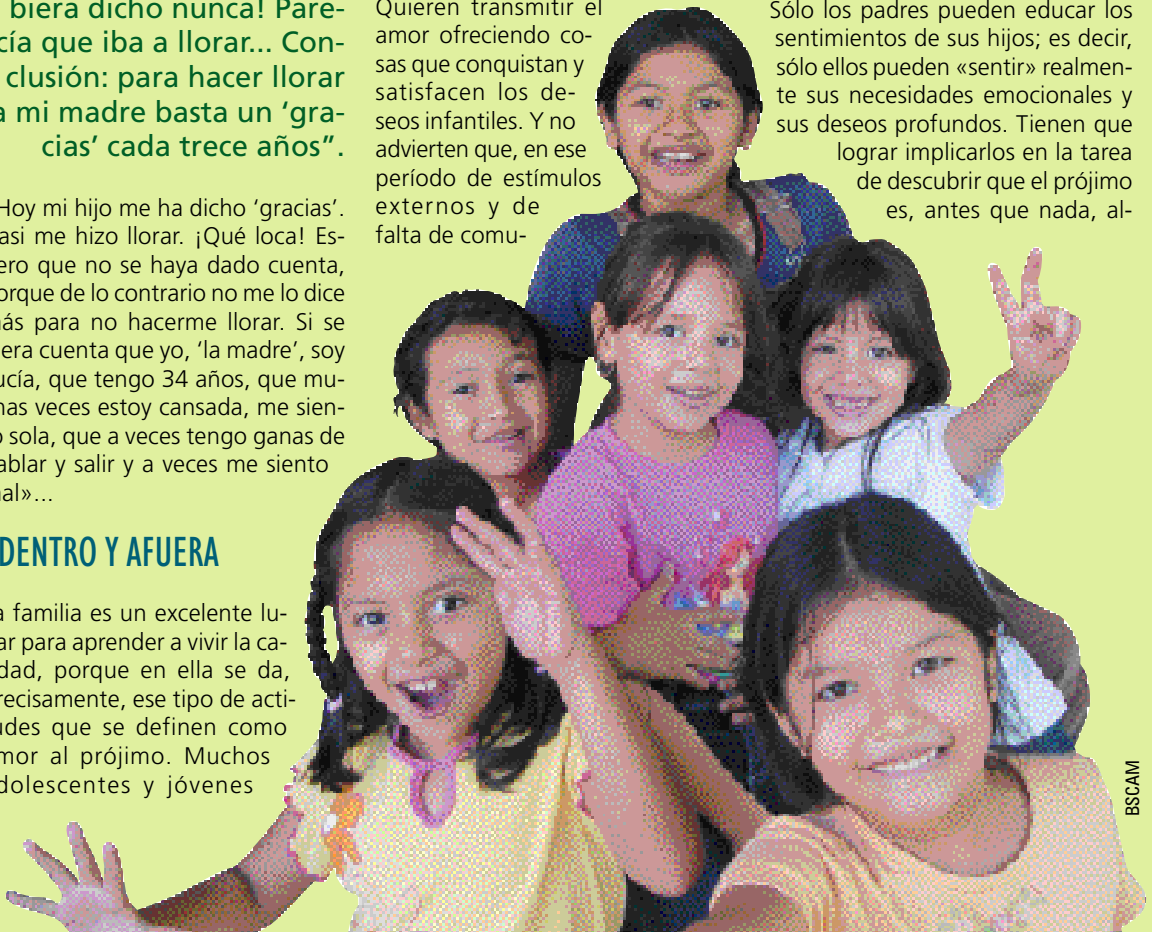 biera dicho nunca! Pare-
cía que iba a llorar... Con-
clusión: para hacer llorar
a mi madre basta un 'gra-
cias' cada trece años”.
Hoy mi hijo me ha dicho 'gracias'.
asi me hizo llorar. ¡Qué loca! Es-
ero que no se haya dado cuenta,
orque de lo contrario no me lo dice
ás para no hacerme llorar. Si se
iera cuenta que yo, 'la madre', soy
ucía, que tengo 34 años, que mu-
has veces estoy cansada, me sien-
o sola, que a veces tengo ganas de
ablar y salir y a veces me siento
al»...
DENTRO Y AFUERA
a familia es un excelente lu-
ar para aprender a vivir la ca-
dad, porque en ella se da,
recisamente, ese tipo de acti-
udes que se definen como
mor al prójimo. Muchos
dolescentes y jóvenes
Quieren transmitir el
amor ofreciendo co-
sas que conquistan y
satisfacen los de-
seos infantiles. Y no
advierten que, en ese
período de estímulos
externos y de
falta de comu-
Sólo los padres pueden educar los
sentimientos de sus hijos; es decir,
sólo ellos pueden «sentir» realmen-
te sus necesidades emocionales y
sus deseos profundos. Tienen que
lograr implicarlos en la tarea
de descubrir que el prójimo
es, antes que nada, al-
BSCAM